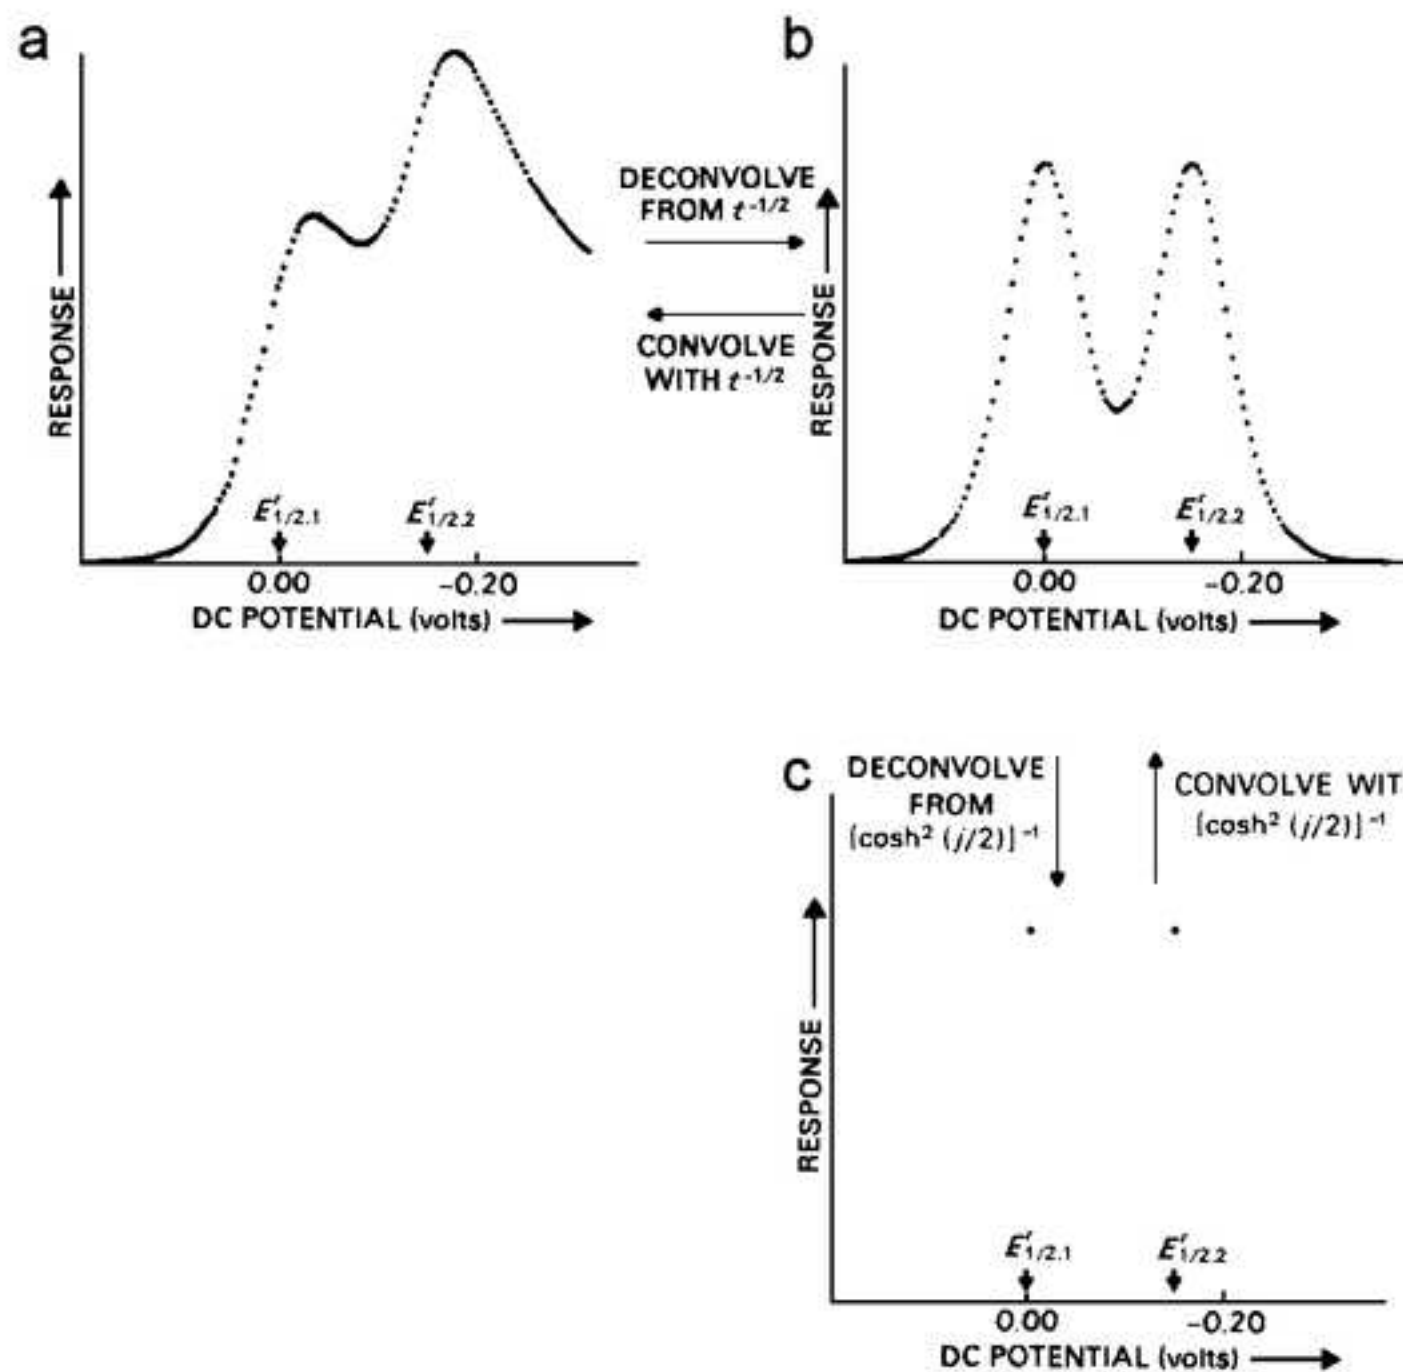 a
RESPONSE
E′1/2.1
E′1/2.2
0.00
−0.20
DC POTENTIAL (volts)
DECONVOLVE
FROM t −1/2
CONVOLVE
WITH t −1/2
b
RESPONSE
E′1/2.1
E′1/2.2
0.00
−0.20
DC POTENTIAL (volts)
c
DECONVOLVE
FROM
[cosh² (j/2)]⁻¹
CONVOLVE WIT
[cosh² (j/2)]⁻¹
RESPONSE
E′1/2.1
E′1/2.2
0.00
−0.20
DC POTENTIAL (volts)